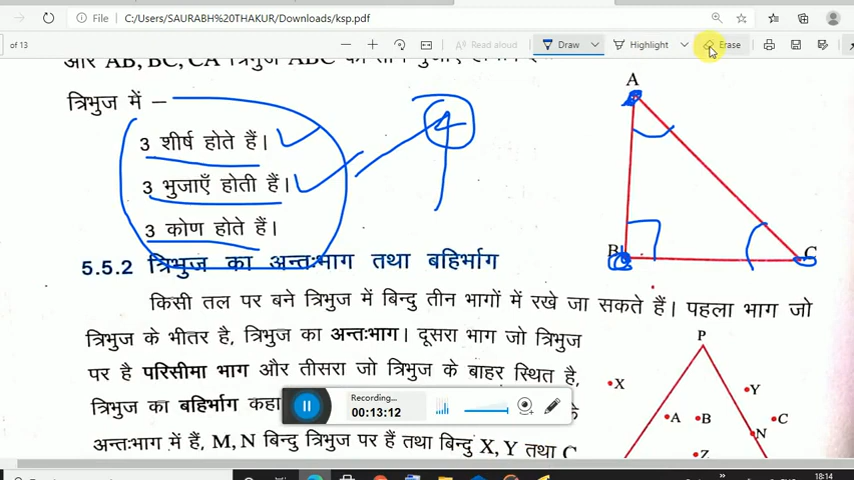 File | C:/Users/SAURABH%20THAKUR/Downloads/ksp.pdf
of 13
Read aloud
Draw
Highlight
Erase
और AB, BC, CA त्रिभुज ABC
त्रिभुज में —
3 शीर्ष होते हैं।
3 भुजाएँ होती हैं।
3 कोण होते हैं।
A
B
C
5.5.2 त्रिभुज का अन्तःभाग तथा बहिर्भाग
किसी तल पर बने त्रिभुज में बिन्दु तीन भागों में रखे जा सकते हैं। पहला भाग जो
त्रिभुज के भीतर है, त्रिभुज का अन्तःभाग। दूसरा भाग जो त्रिभुज
पर है परिसीमा भाग और तीसरा जो त्रिभुज के बाहर स्थित है,
त्रिभुज का बहिर्भाग कहा
अन्तःभाग में हैं, M, N बिन्दु त्रिभुज पर हैं तथा बिन्दु X, Y तथा C
P
X
Y
A
B
C
N
Z
Recording...
00:13:12
18:14